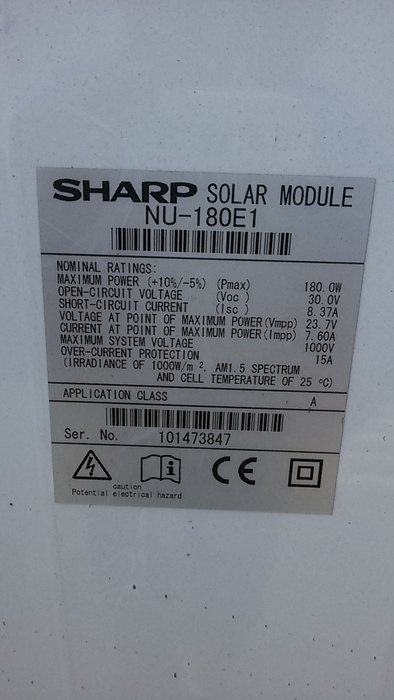 SHARP SOLAR MODULE
NU-180E1
NOMINAL RATINGS:
MAXIMUM POWER (+10%/-5%) (Pmax) 180.0W
OPEN-CIRCUIT VOLTAGE (Voc ) 30.0V
SHORT-CIRCUIT CURRENT (Isc ) 8.37A
VOLTAGE AT POINT OF MAXIMUM POWER(Vmpp) 23.7V
CURRENT AT POINT OF MAXIMUM POWER(Impp) 7.60A
MAXIMUM SYSTEM VOLTAGE 1000V
OVER-CURRENT PROTECTION 15A
(IRRADIANCE OF 1000W/m², AM1.5 SPECTRUM
AND CELL TEMPERATURE OF 25 °C)
APPLICATION CLASS A
Ser. No. 101473847
CE
caution
Potential electrical hazard